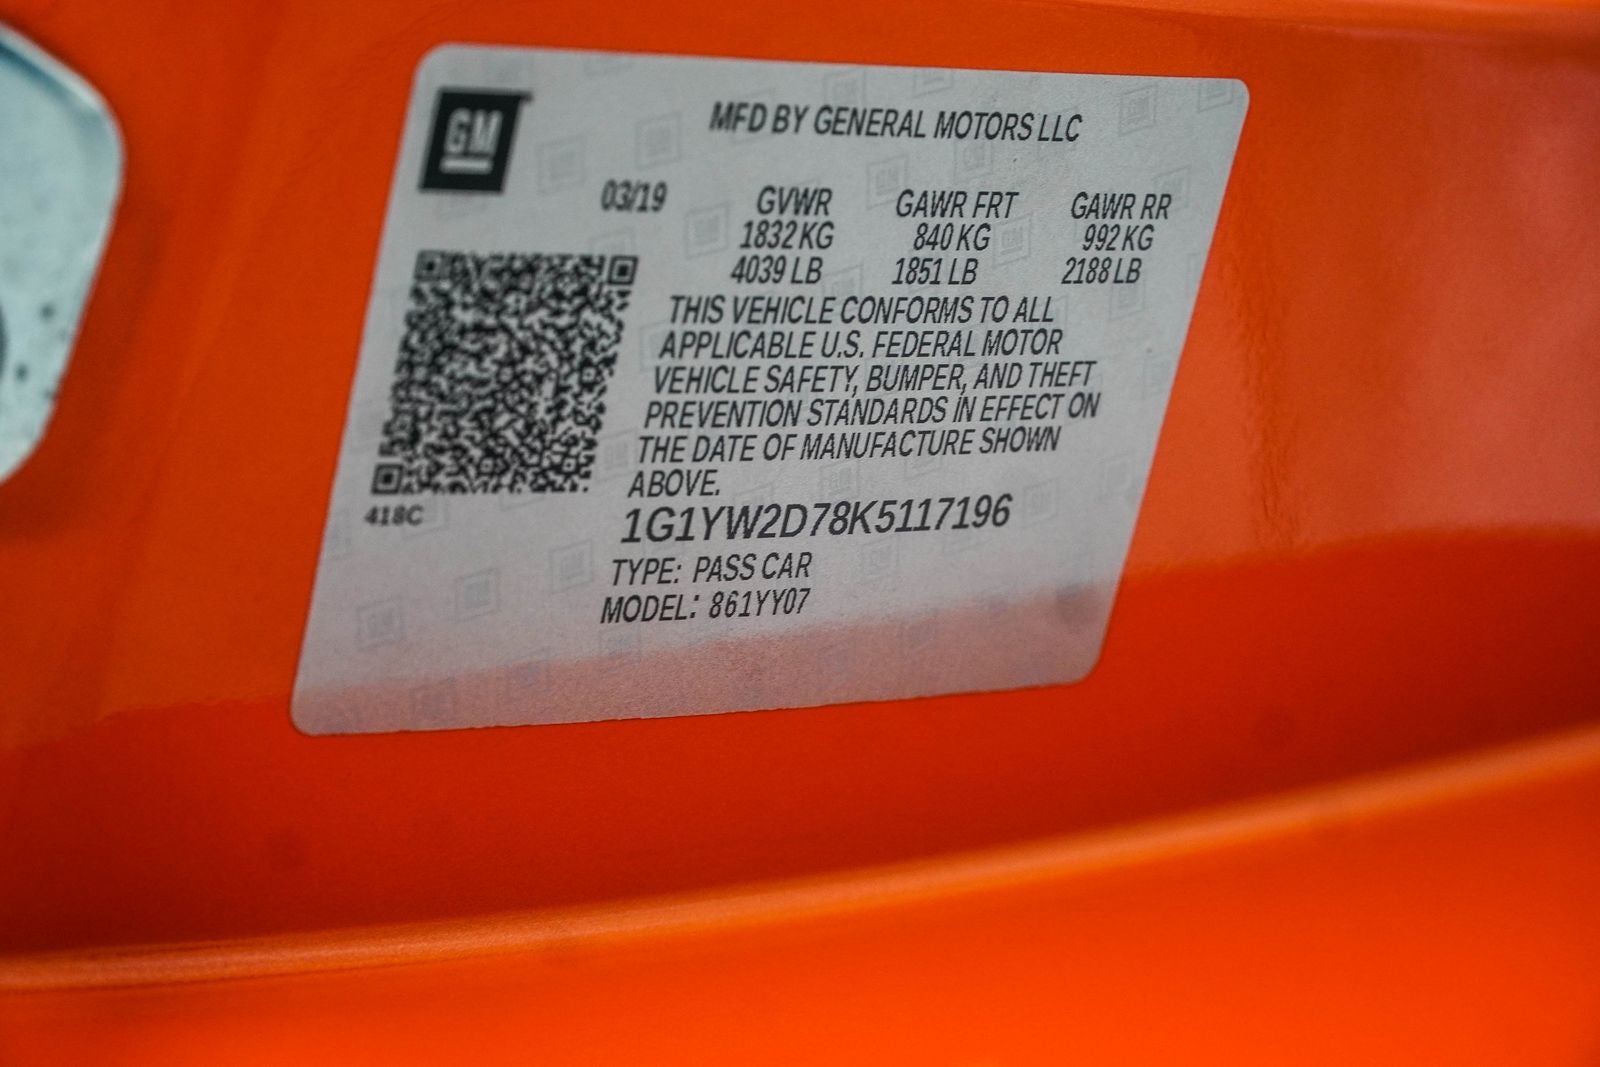 GM
MFD BY GENERAL MOTORS LLC
03/19 GVWR GAWR FRT GAWR RR
1832 KG 840 KG 992 KG
4039 LB 1851 LB 2188 LB
THIS VEHICLE CONFORMS TO ALL
APPLICABLE U.S. FEDERAL MOTOR
VEHICLE SAFETY, BUMPER, AND THEFT
PREVENTION STANDARDS IN EFFECT ON
THE DATE OF MANUFACTURE SHOWN
ABOVE.
418C
1G1YW2D78K5117196
TYPE: PASS CAR
MODEL: 861YY07